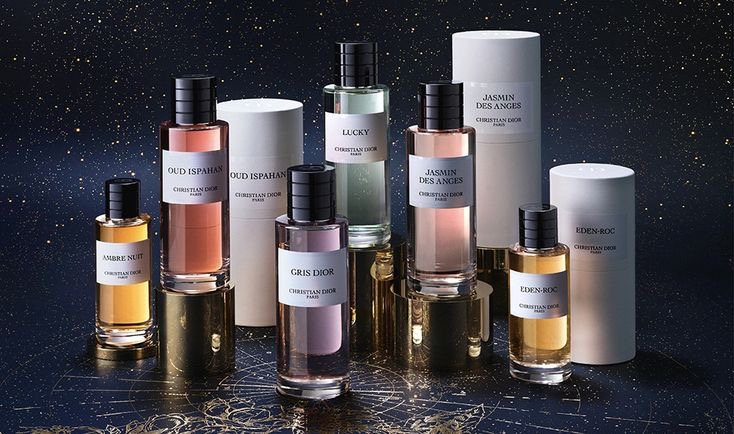 AMBRE NUIT
CHRISTIAN DIOR
PARIS
OUD ISPAHAN
CHRISTIAN DIOR
PARIS
OUD ISPAHAN
CHRISTIAN DIOR
PARIS
GRIS DIOR
CHRISTIAN DIOR
PARIS
LUCKY
CHRISTIAN DIOR
PARIS
JASMIN
DES ANGES
CHRISTIAN DIOR
PARIS
JASMIN
DES ANGES
CHRISTIAN DIOR
PARIS
EDEN-ROC
CHRISTIAN DIOR
PARIS
EDEN-ROC
CHRISTIAN DIOR
PARIS